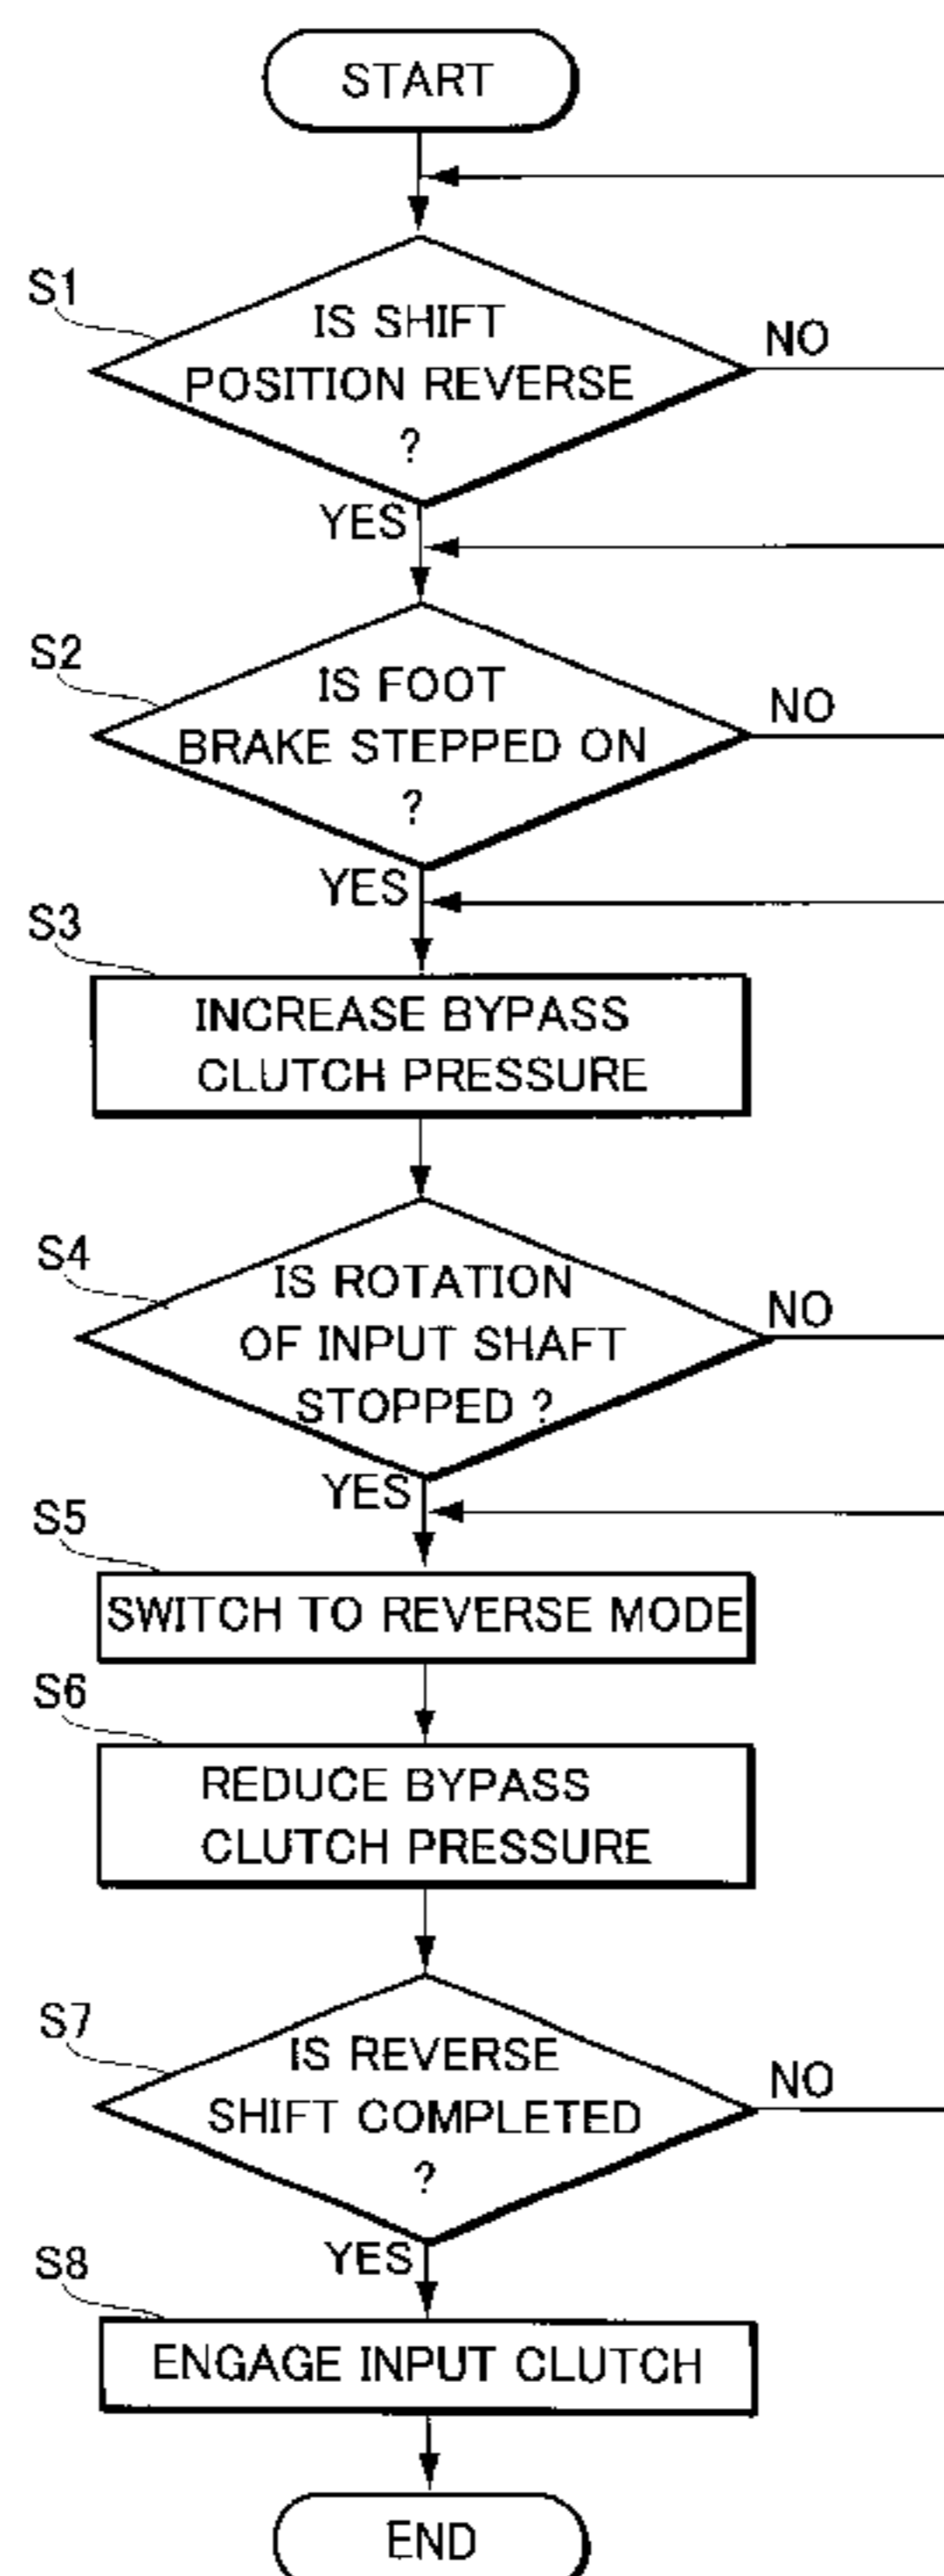 START
S1
IS SHIFT
POSITION REVERSE
?
NO
YES
S2
IS FOOT
BRAKE STEPPED ON
?
NO
YES
S3
INCREASE BYPASS
CLUTCH PRESSURE
S4
IS ROTATION
OF INPUT SHAFT
STOPPED ?
NO
YES
S5
SWITCH TO REVERSE MODE
S6
REDUCE BYPASS
CLUTCH PRESSURE
S7
IS REVERSE
SHIFT COMPLETED
?
NO
YES
S8
ENGAGE INPUT CLUTCH
END